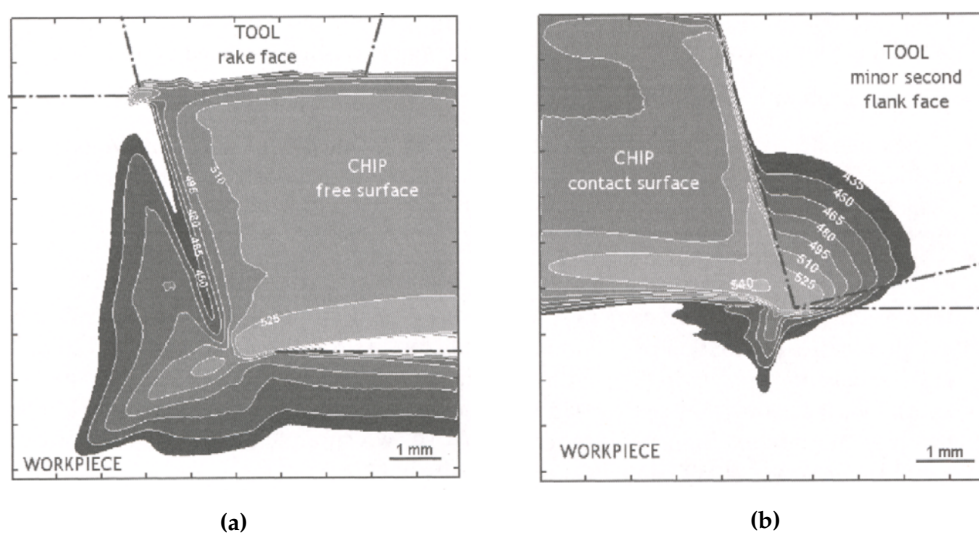 TOOL
rake face
CHIP
free surface
510
495
480
465
450
525
WORKPIECE
1 mm
(a)
TOOL
minor second
flank face
CHIP
contact surface
435
450
465
480
495
510
525
540
WORKPIECE
1 mm
(b)